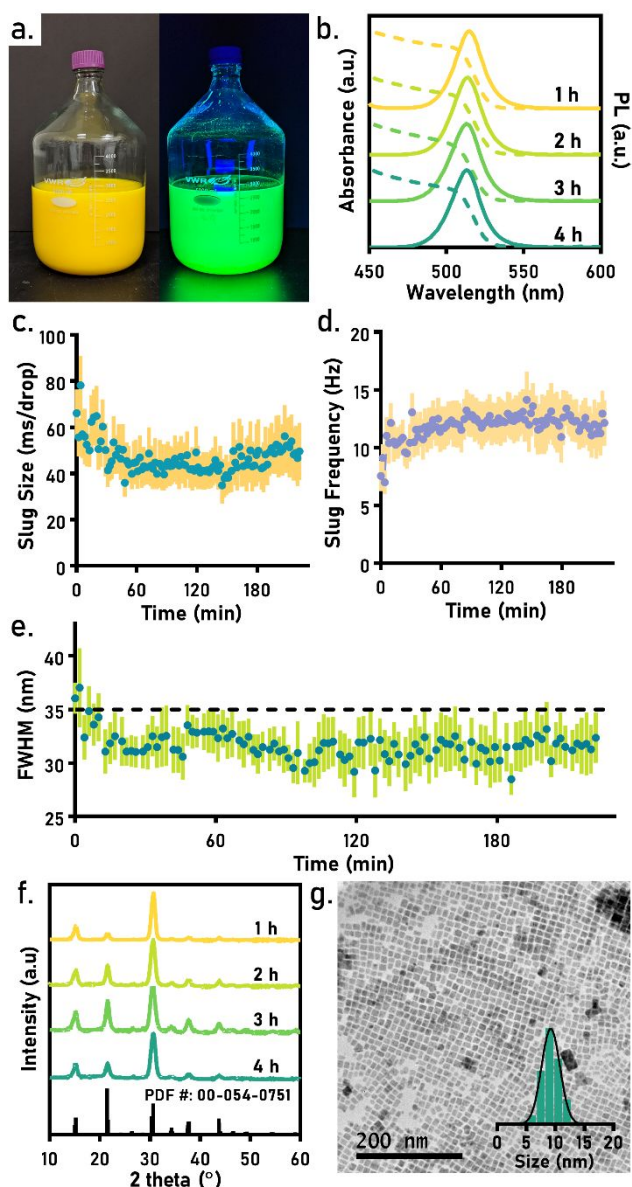 a.
VWR
b.
Absorbance (a.u.)
PL (a.u.)
1 h
2 h
3 h
4 h
450 500 550 600
Wavelength (nm)
c.
Slug Size (ms/drop)
100
80
60
40
20
0
0 60 120 180
Time (min)
d.
Slug Frequency (Hz)
20
15
10
5
0
0 60 120 180
Time (min)
e.
FWHM (nm)
40
35
30
25
0 60 120 180
Time (min)
f.
Intensity (a.u)
1 h
2 h
3 h
4 h
PDF #: 00-054-0751
10 20 30 40 50 60
2 theta (°)
g.
200 nm
0 5 10 15 20
Size (nm)